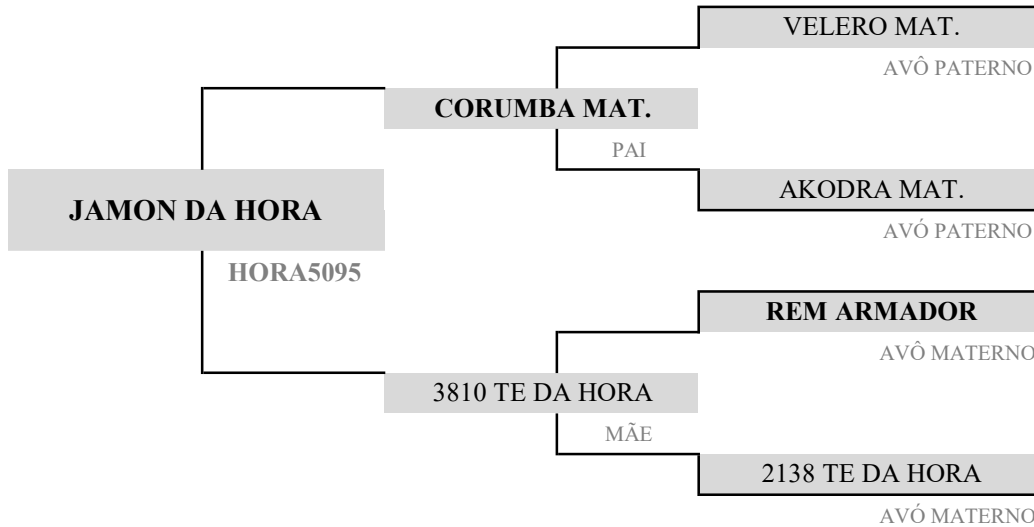 VELERO MAT.
AVÔ PATERNO
CORUMBA MAT.
PAI
AKODRA MAT.
AVÓ PATERNO
JAMON DA HORA
HORA5095
REM ARMADOR
AVÔ MATERNO
3810 TE DA HORA
MÃE
2138 TE DA HORA
AVÓ MATERNO